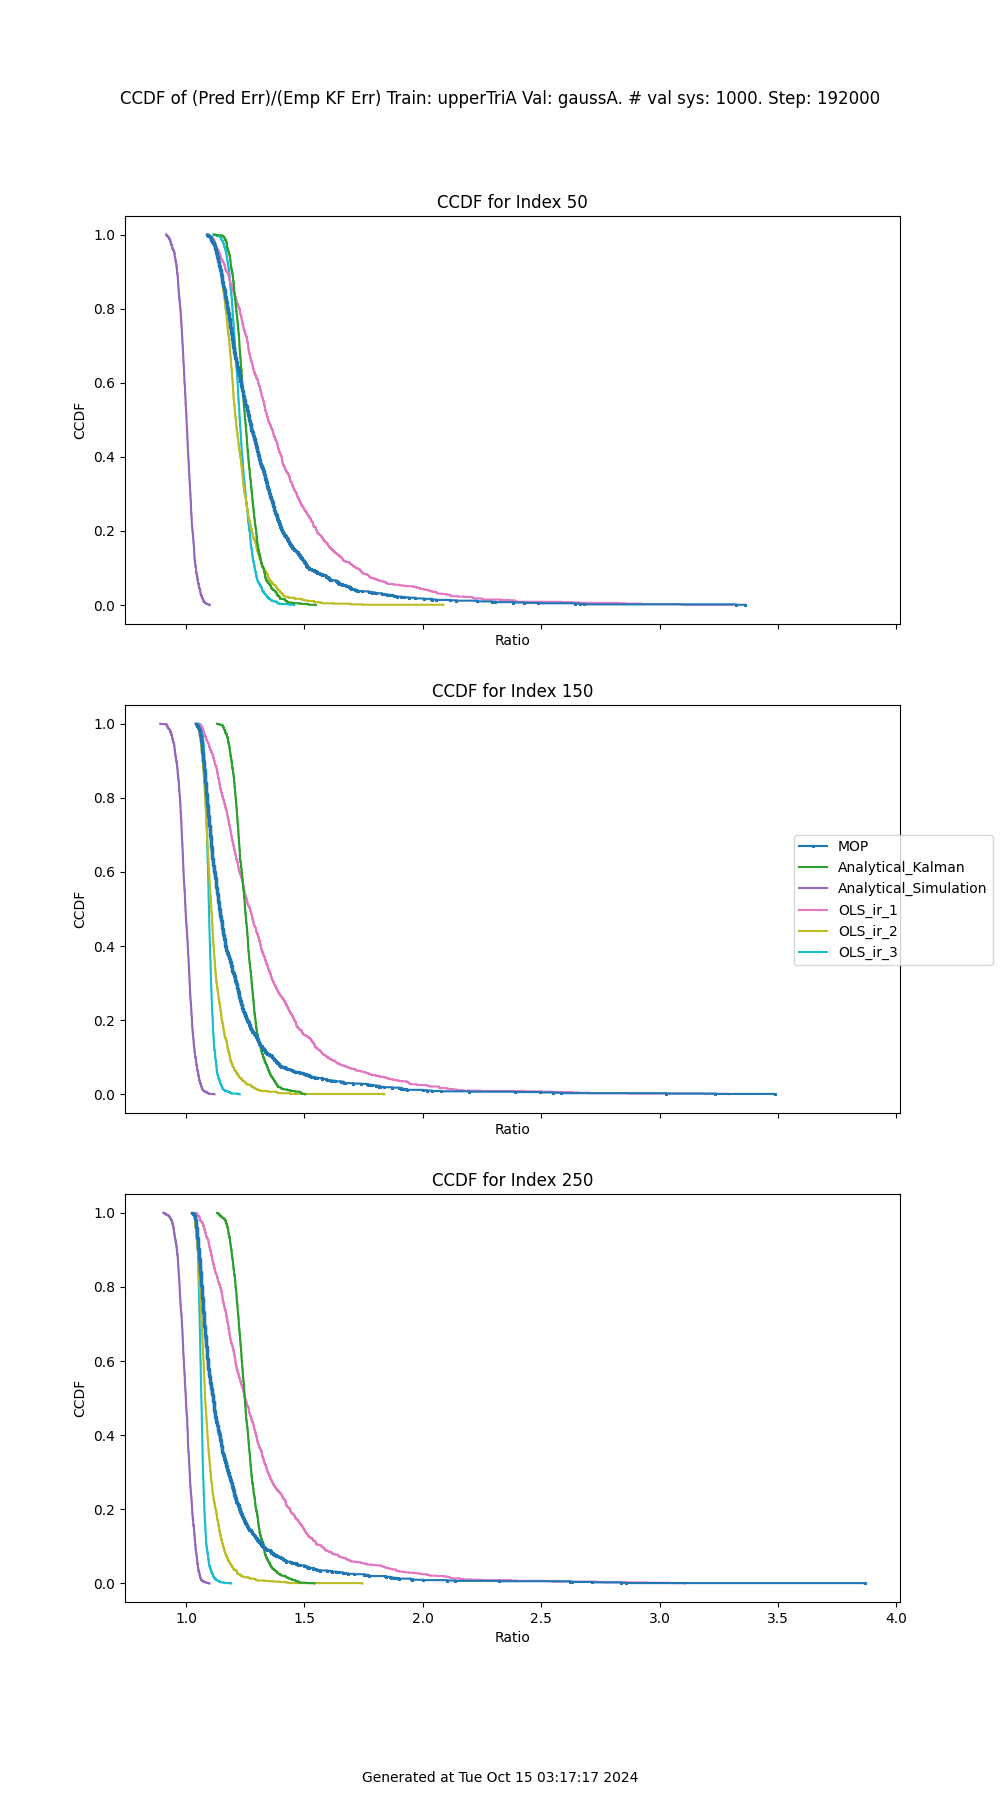 CCDF of (Pred Err)/(Emp KF Err) Train: upperTriA Val: gaussA. # val sys: 1000. Step: 192000
CCDF for Index 50
1.0
0.8
0.6
0.4
0.2
0.0
CCDF
Ratio
CCDF for Index 150
1.0
0.8
0.6
0.4
0.2
0.0
CCDF
Ratio
MOP
Analytical_Kalman
Analytical_Simulation
OLS_ir_1
OLS_ir_2
OLS_ir_3
CCDF for Index 250
1.0
0.8
0.6
0.4
0.2
0.0
CCDF
1.0 1.5 2.0 2.5 3.0 3.5 4.0
Ratio
Generated at Tue Oct 15 03:17:17 2024